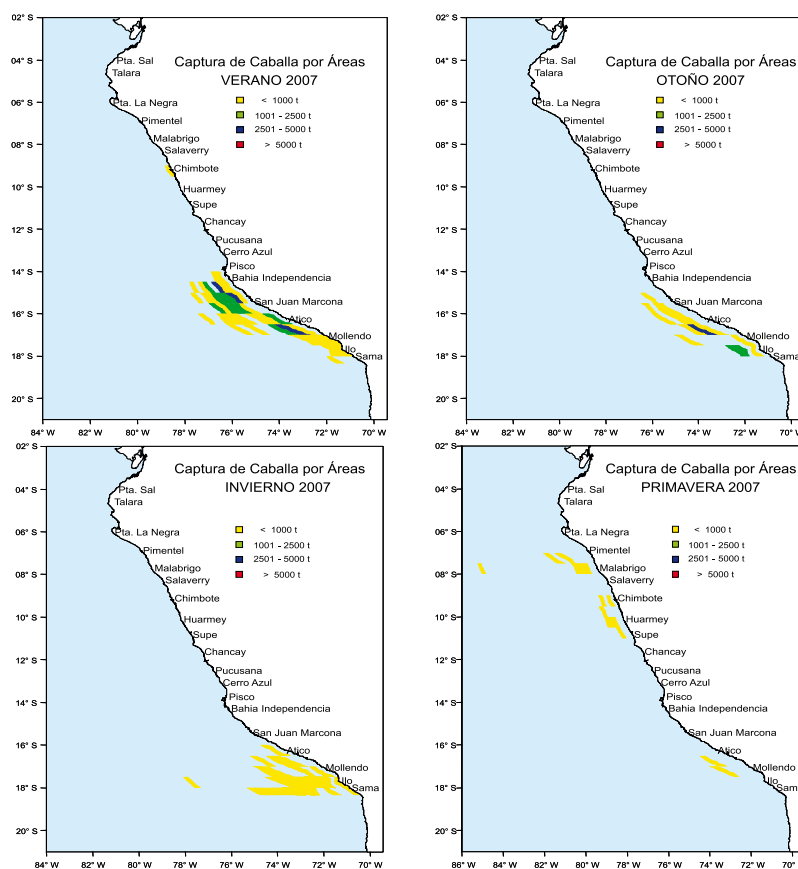 02° S
04° S
06° S
08° S
10° S
12° S
14° S
16° S
18° S
20° S
84° W 82° W 80° W 78° W 76° W 74° W 72° W 70° W
Captura de Caballa por Áreas
VERANO 2007
< 1000 t
1001 - 2500 t
2501 - 5000 t
> 5000 t
Pta. Sal
Talara
Pta. La Negra
Pimentel
Malabrigo
Salaverry
Chimbote
Huarmey
Supe
Chancay
Pucusana
Cerro Azul
Pisco
Bahia Independencia
San Juan Marcona
Atico
Mollendo
Ilo
Sama
02° S
04° S
06° S
08° S
10° S
12° S
14° S
16° S
18° S
20° S
84° W 82° W 80° W 78° W 76° W 74° W 72° W 70° W
Captura de Caballa por Áreas
OTOÑO 2007
< 1000 t
1001 - 2500 t
2501 - 5000 t
> 5000 t
Pta. Sal
Talara
Pta. La Negra
Pimentel
Malabrigo
Salaverry
Chimbote
Huarmey
Supe
Chancay
Pucusana
Cerro Azul
Pisco
Bahia Independencia
San Juan Marcona
Atico
Mollendo
Ilo
Sama
02° S
04° S
06° S
08° S
10° S
12° S
14° S
16° S
18° S
20° S
84° W 82° W 80° W 78° W 76° W 74° W 72° W 70° W
Captura de Caballa por Áreas
INVIERNO 2007
< 1000 t
1001 - 2500 t
2501 - 5000 t
> 5000 t
Pta. Sal
Talara
Pta. La Negra
Pimentel
Malabrigo
Salaverry
Chimbote
Huarmey
Supe
Chancay
Pucusana
Cerro Azul
Pisco
Bahia Independencia
San Juan Marcona
Atico
Mollendo
Ilo
Sama
02° S
04° S
06° S
08° S
10° S
12° S
14° S
16° S
18° S
20° S
86° W 84° W 82° W 80° W 78° W 76° W 74° W 72° W 70°
Captura de Caballa por Áreas
PRIMAVERA 2007
< 1000 t
1001 - 2500 t
2501 - 5000 t
> 5000 t
Pta. Sal
Talara
Pta. La Negra
Pimentel
Malabrigo
Salaverry
Chimbote
Huarmey
Supe
Chancay
Pucusana
Cerro Azul
Pisco
Bahia Independencia
San Juan Marcona
Atico
Mollendo
Ilo
Sama